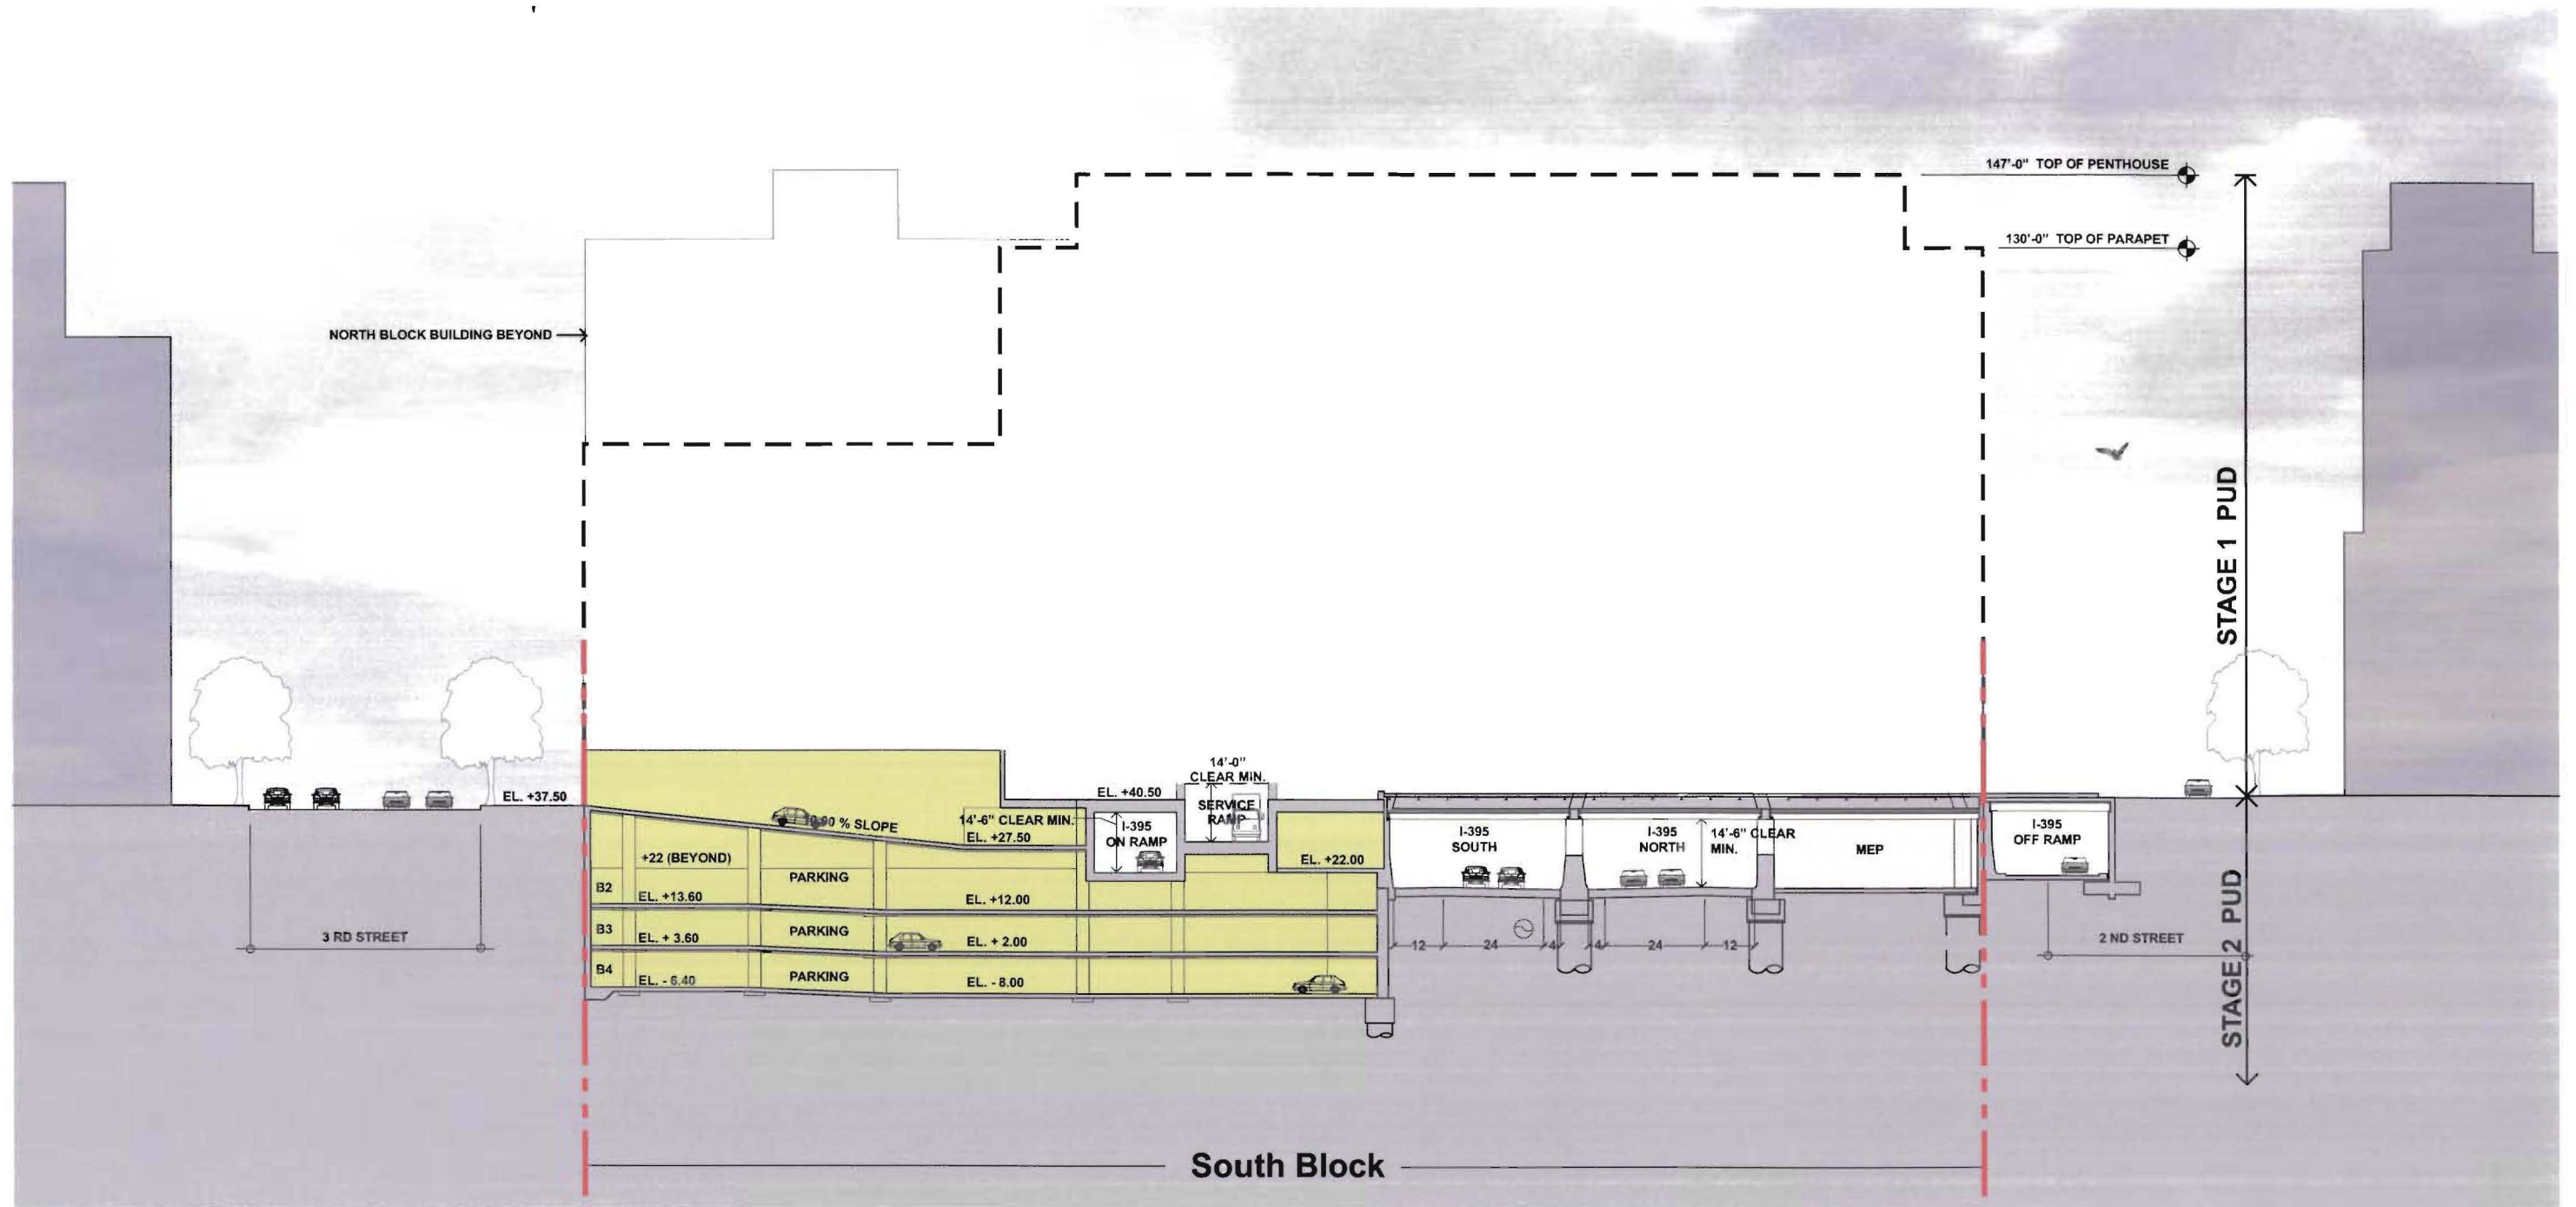 147'-0" TOP OF PENTHOUSE
130'-0" TOP OF PARAPET
NORTH BLOCK BUILDING BEYOND
STAGE 1 PUD
14'-0"
CLEAR MIN.
EL. +37.50
EL. +40.50
SERVICE
RAMP
% SLOPE
14'-6" CLEAR MIN.
EL. +27.50
I-395
ON RAMP
I-395
SOUTH
I-395
NORTH
14'-6" CLEAR
MIN.
MEP
I-395
OFF RAMP
+22 (BEYOND)
EL. +22.00
PARKING
B2
EL. +13.60
EL. +12.00
B3
PARKING
EL. + 3.60
EL. + 2.00
B4
PARKING
EL. - 6.40
EL. - 8.00
3 RD STREET
12
24
4
4
24
12
2 ND STREET
STAGE 2 PUD
South Block